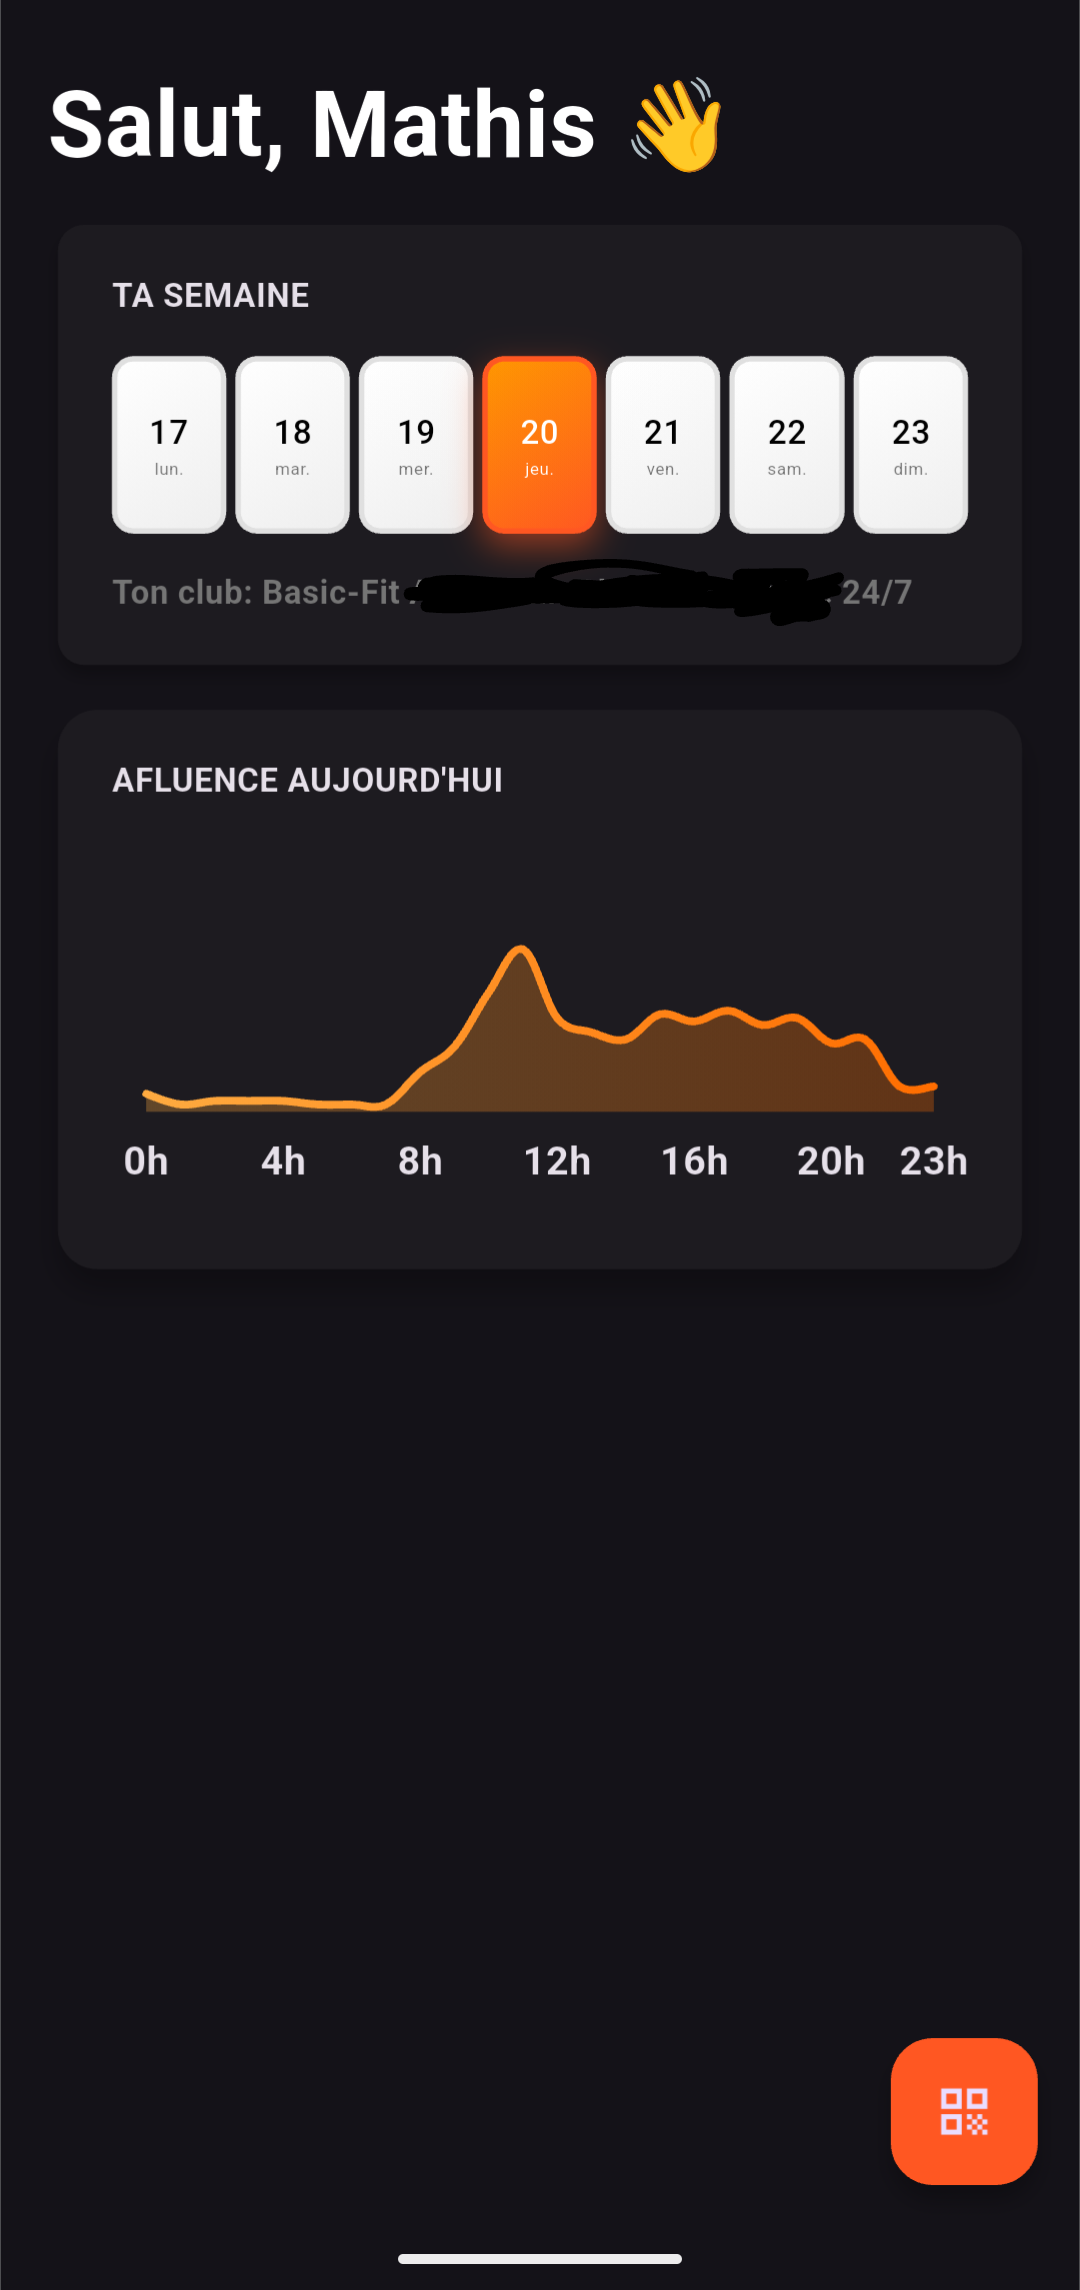 Salut, Mathis 👋
TA SEMAINE
17 18 19 20 21 22 23
lun. mar. mer. jeu. ven. sam. dim.
Ton club: Basic-Fit 24/7
AFLUENCE AUJOURD'HUI
0h 4h 8h 12h 16h 20h 23h